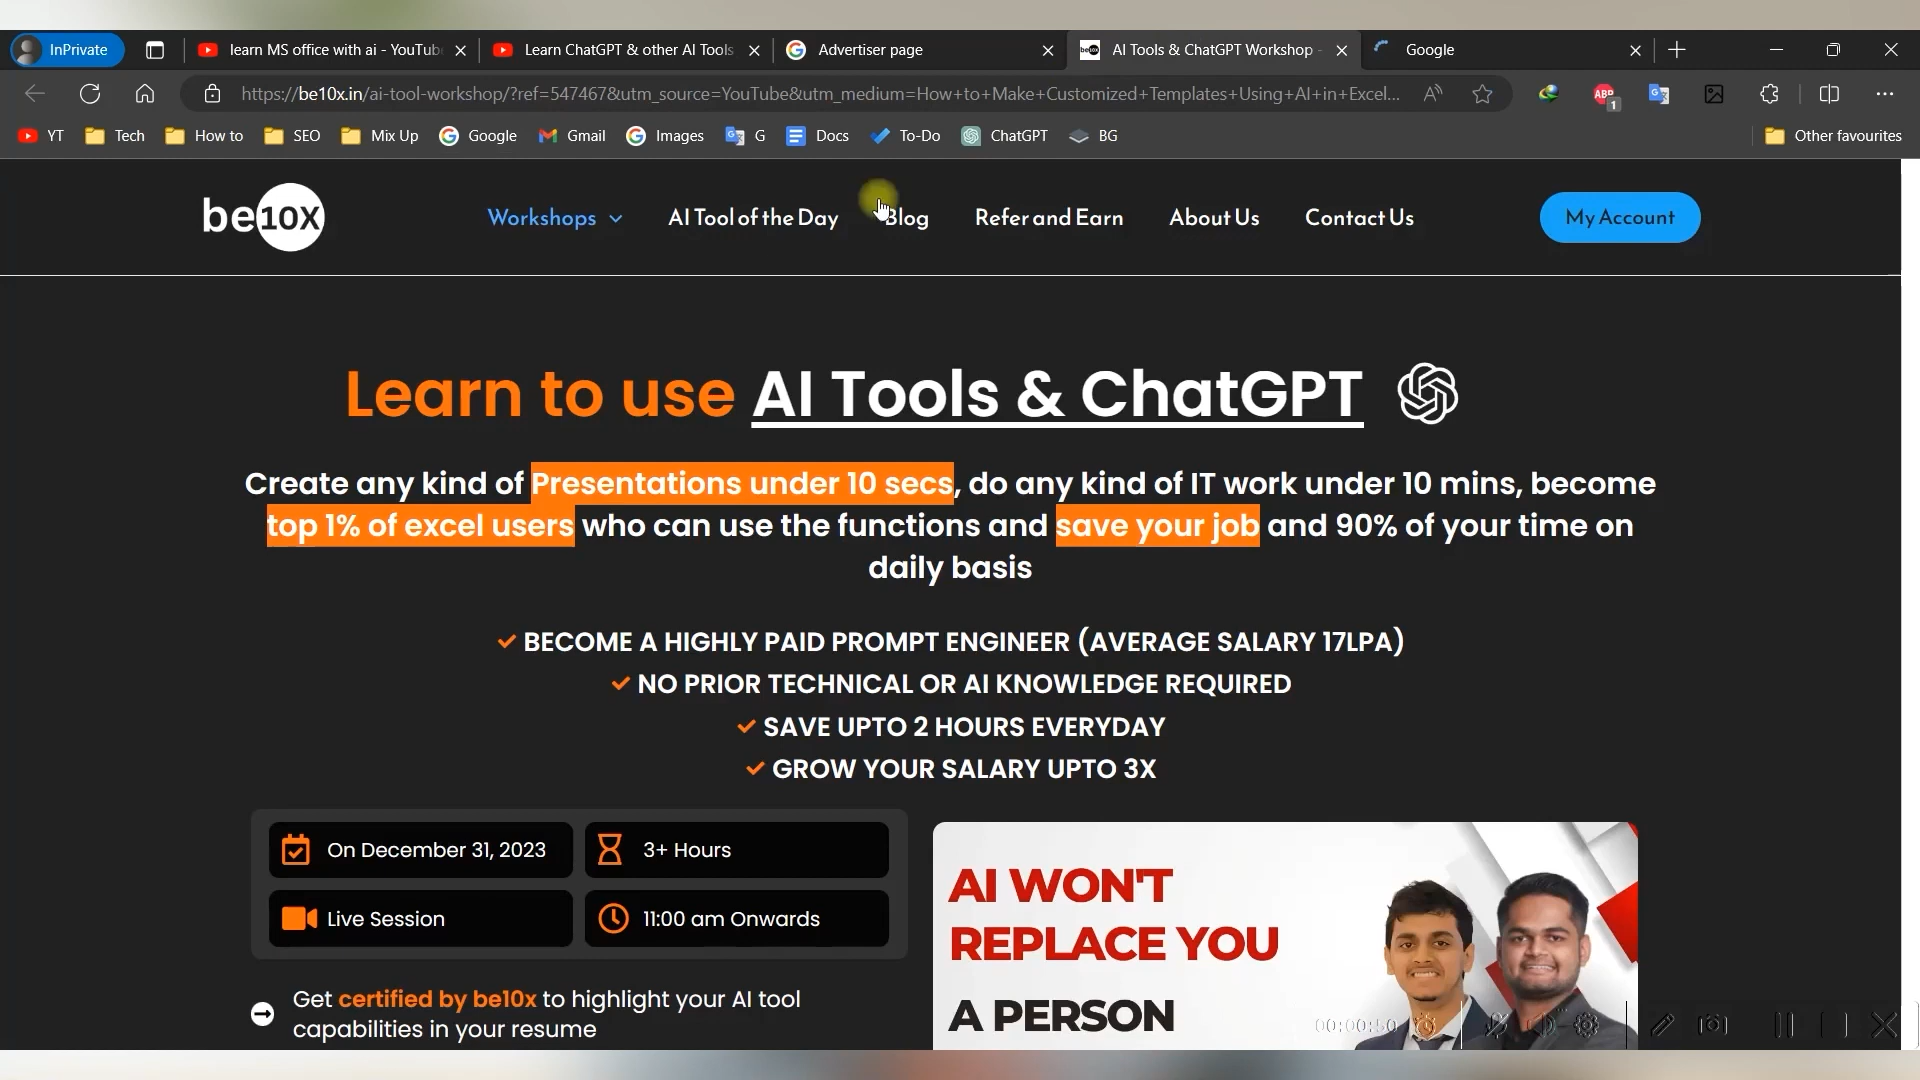 InPrivate
learn MS office with ai - YouTub
Learn ChatGPT & other AI Tools
Advertiser page
be10x
AI Tools & ChatGPT Workshop -
Google
https://be10x.in/ai-tool-workshop/?ref=547467&utm_source=YouTube&utm_medium=How+to+Make+Customized+Templates+Using+AI+in+Excel...
ABP
1
YT
Tech
How to
SEO
Mix Up
Google
Gmail
Images
G
Docs
To-Do
ChatGPT
BG
Other favourites
be10X
Workshops
AI Tool of the Day
Blog
Refer and Earn
About Us
Contact Us
My Account
Learn to use AI Tools & ChatGPT
Create any kind of Presentations under 10 secs, do any kind of IT work under 10 mins, become
top 1% of excel users who can use the functions and save your job and 90% of your time on
daily basis
BECOME A HIGHLY PAID PROMPT ENGINEER (AVERAGE SALARY 17LPA)
NO PRIOR TECHNICAL OR AI KNOWLEDGE REQUIRED
SAVE UPTO 2 HOURS EVERYDAY
GROW YOUR SALARY UPTO 3X
On December 31, 2023
3+ Hours
Live Session
11:00 am Onwards
Get certified by be10x to highlight your AI tool
capabilities in your resume
AI WON'T
REPLACE YOU
A PERSON
00:00:50